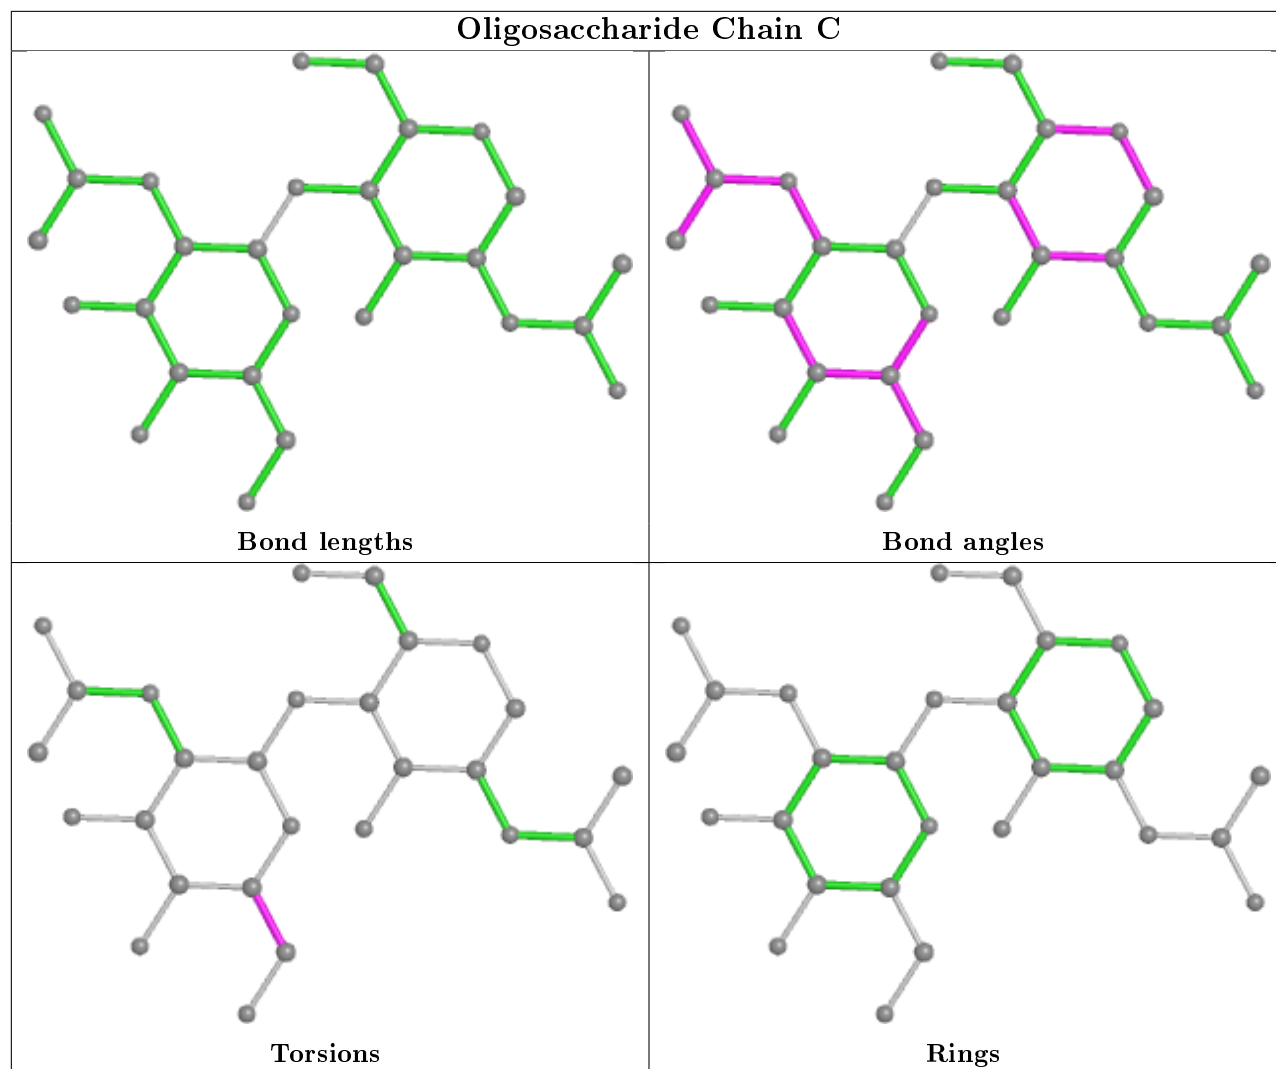 Oligosaccharide Chain C
Bond lengths
Bond angles
Torsions
Rings